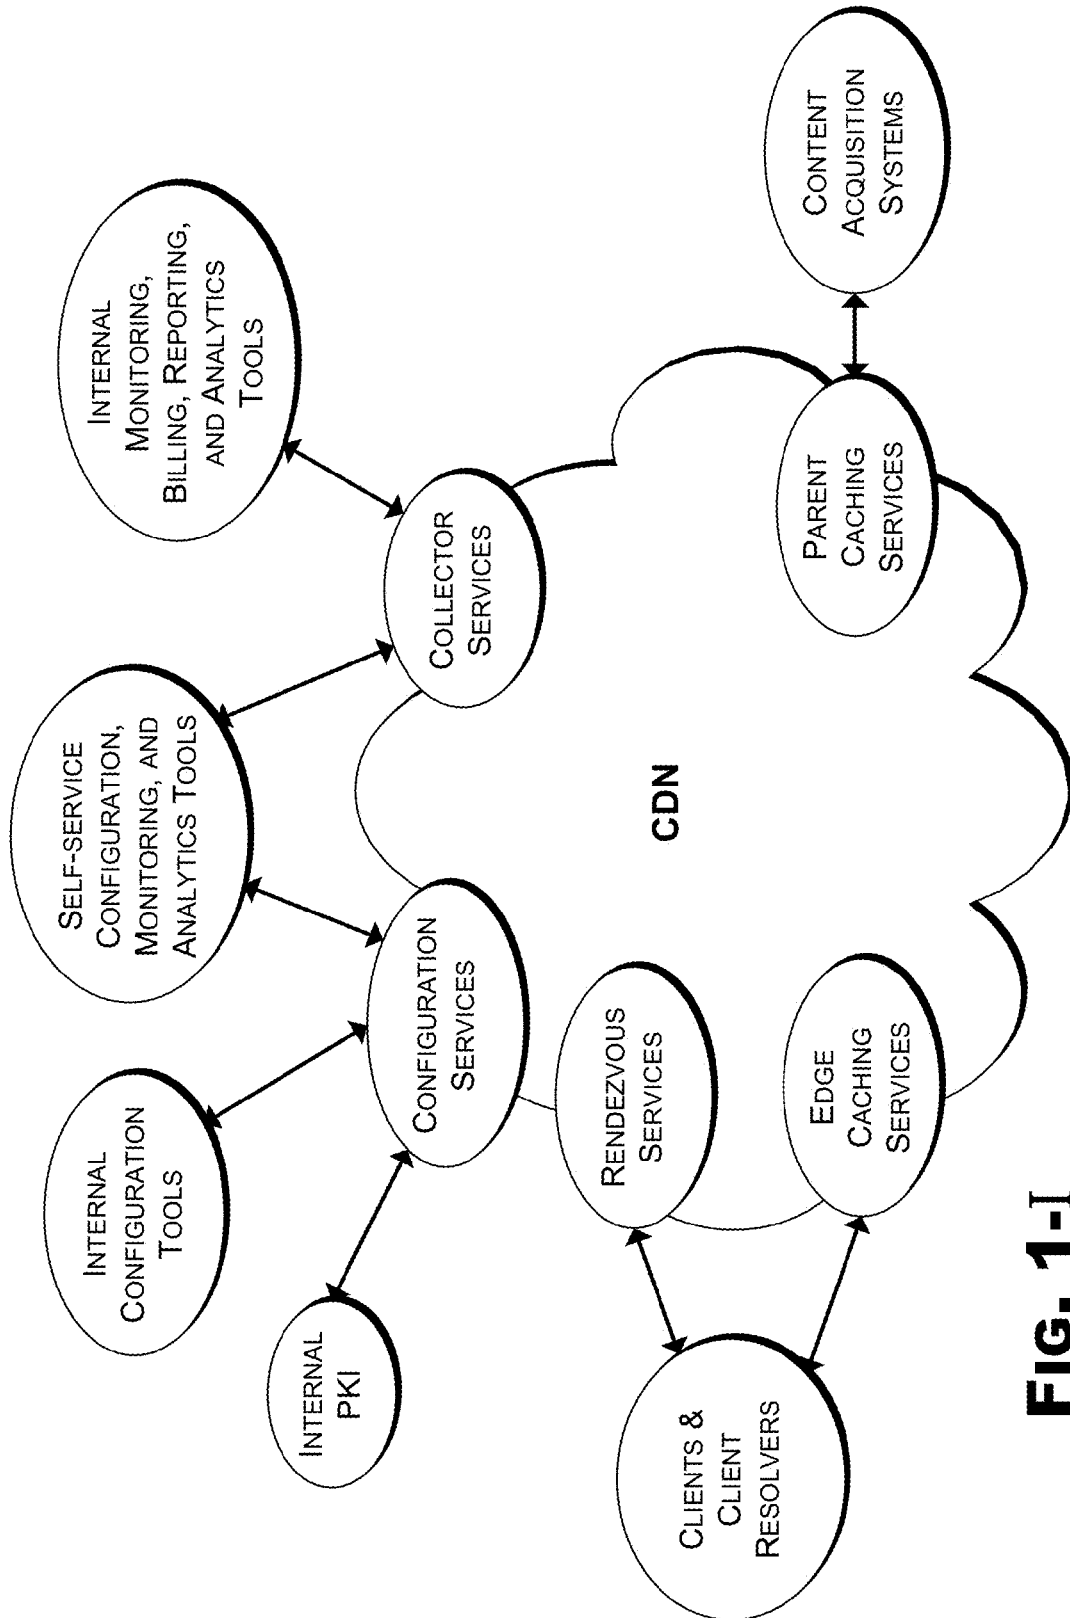 INTERNAL
PKI
INTERNAL
CONFIGURATION
TOOLS
SELF-SERVICE
CONFIGURATION,
MONITORING, AND
ANALYTICS TOOLS
INTERNAL
MONITORING,
BILLING, REPORTING,
AND ANALYTICS
TOOLS
CONFIGURATION
SERVICES
COLLECTOR
SERVICES
CLIENTS &
CLIENT
RESOLVERS
RENDEZVOUS
SERVICES
EDGE
CACHING
SERVICES
CDN
PARENT
CACHING
SERVICES
CONTENT
ACQUISITION
SYSTEMS
FIG. 1-I